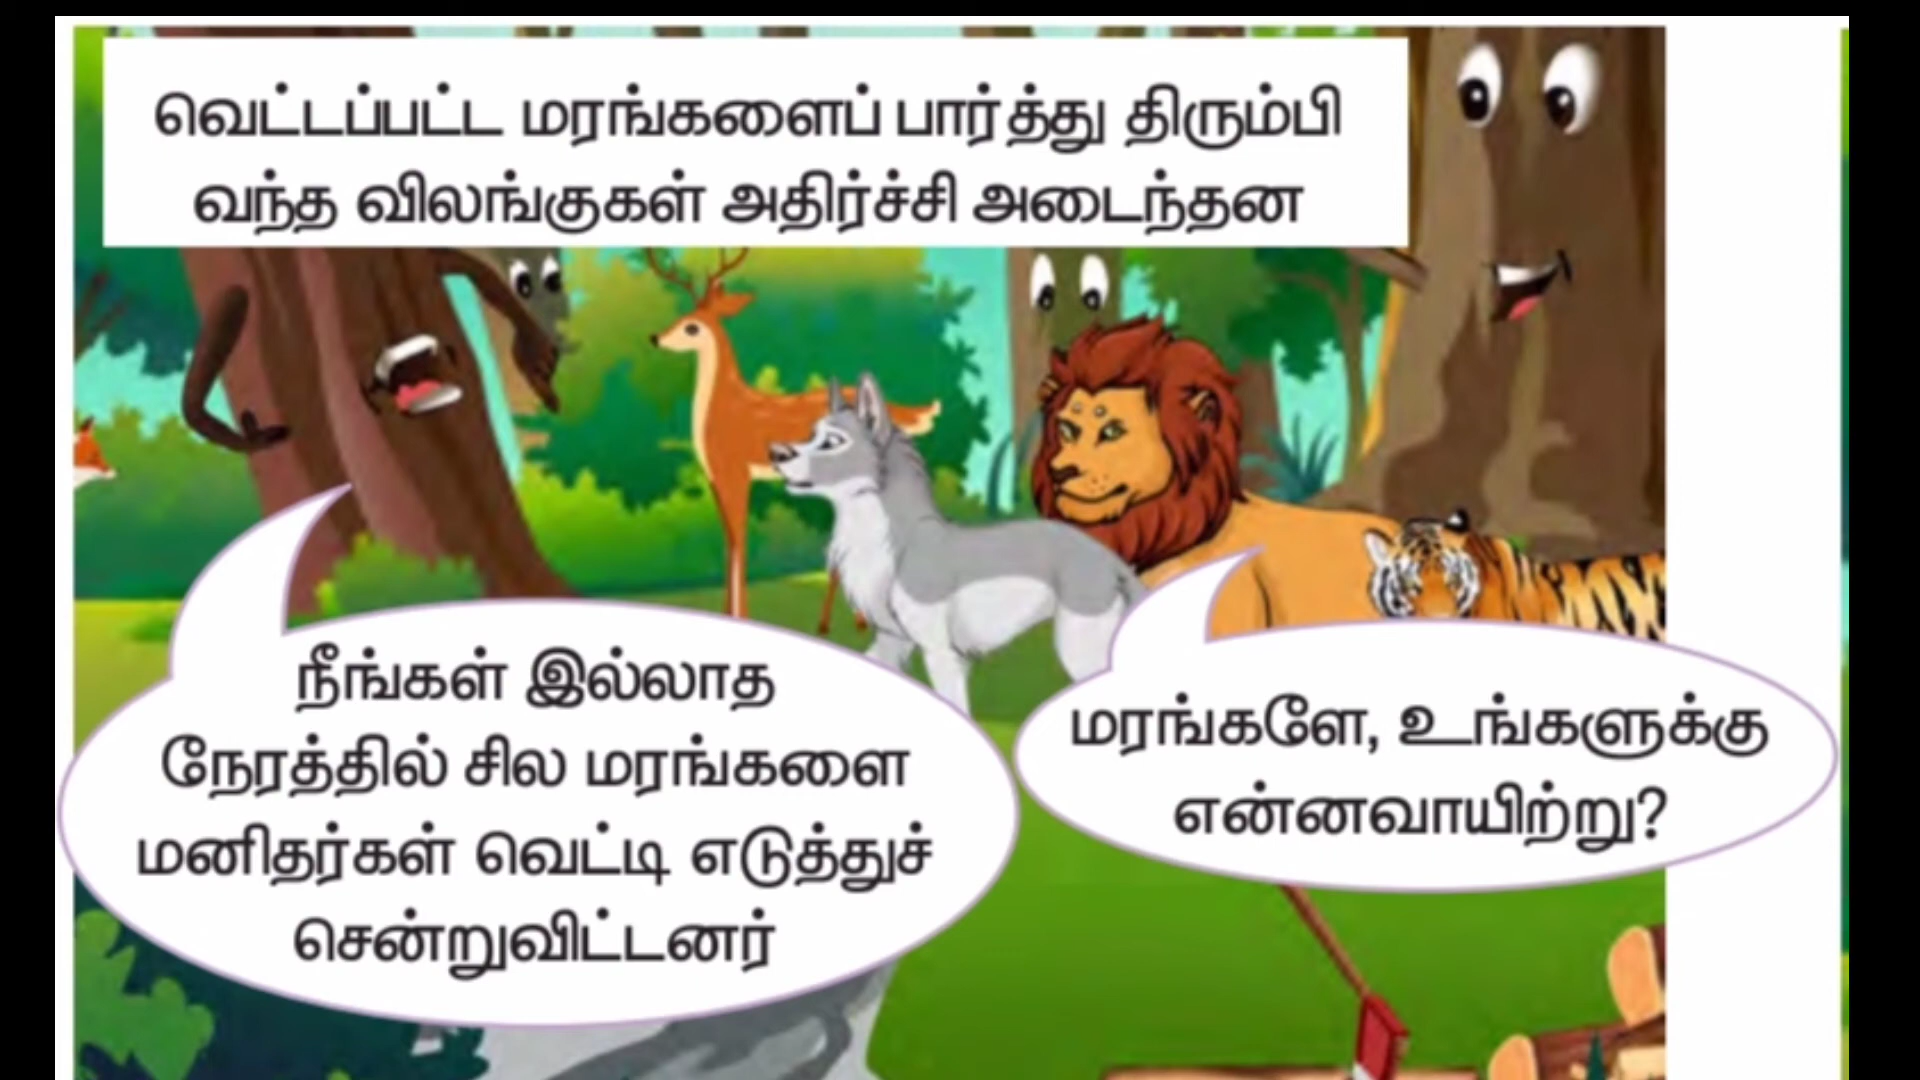 வெட்டப்பட்ட மரங்களைப் பார்த்து திரும்பி
வந்த விலங்குகள் அதிர்ச்சி அடைந்தன
மரங்களே, உங்களுக்கு
என்னவாயிற்று?
நீங்கள் இல்லாத
நேரத்தில் சில மரங்களை
மனிதர்கள் வெட்டி எடுத்துச்
சென்றுவிட்டனர்